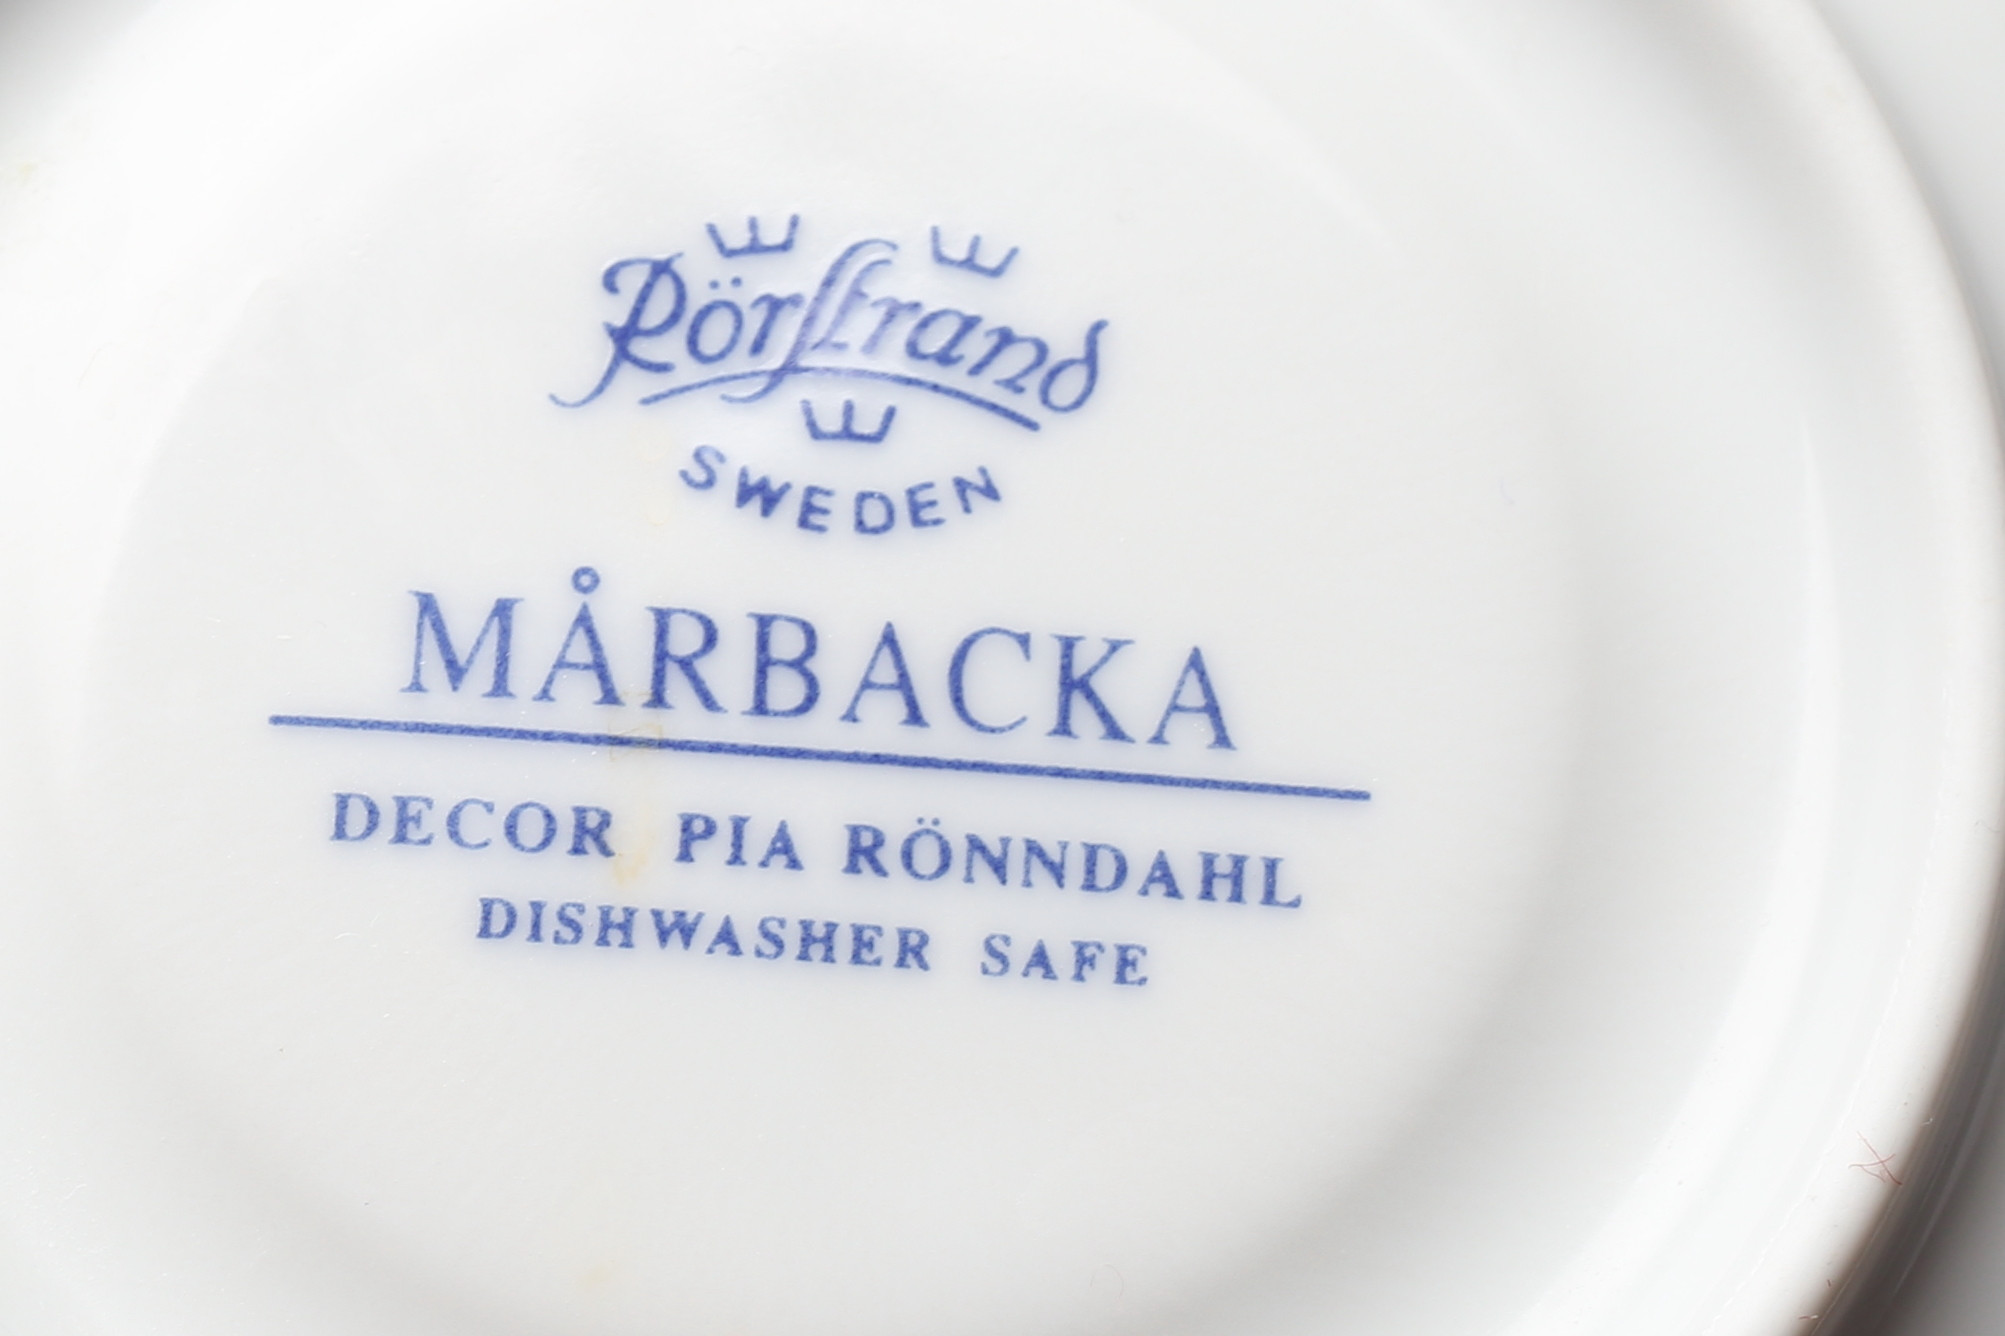 Rörstrand
SWEDEN
MÅRBACKA
DECOR PIA RÖNNDAHL
DISHWASHER SAFE